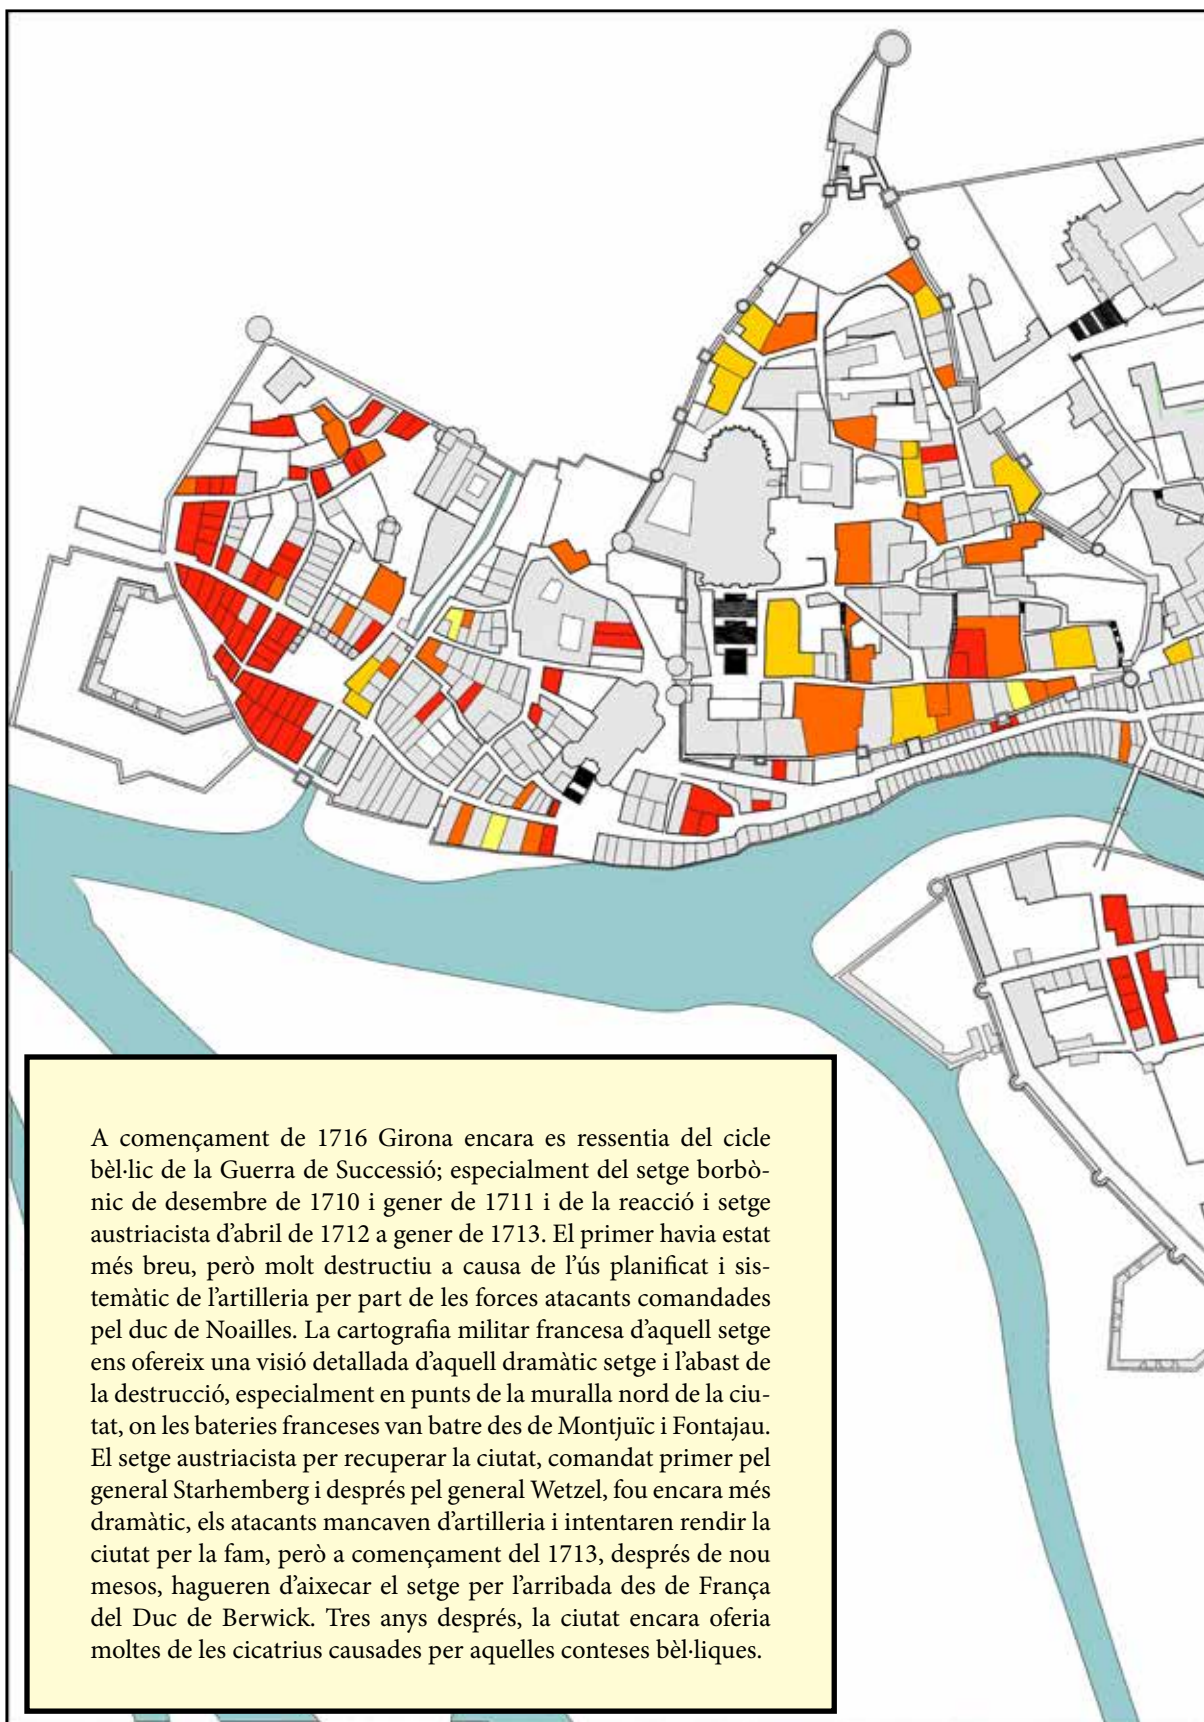 A començament de 1716 Girona encara es ressentia del cicle
bèl·lic de la Guerra de Successió; especialment del setge borbò-
nic de desembre de 1710 i gener de 1711 i de la reacció i setge
austriacista d’abril de 1712 a gener de 1713. El primer havia estat
més breu, però molt destructiu a causa de l’ús planificat i sis-
temàtic de l’artilleria per part de les forces atacants comandades
pel duc de Noailles. La cartografia militar francesa d’aquell setge
ens ofereix una visió detallada d’aquell dramàtic setge i l’abast de
la destrucció, especialment en punts de la muralla nord de la ciu-
tat, on les bateries franceses van batre des de Montjuïc i Fontajau.
El setge austriacista per recuperar la ciutat, comandat primer pel
general Starhemberg i després pel general Wetzel, fou encara més
dramàtic, els atacants mancaven d’artilleria i intentaren rendir la
ciutat per la fam, però a començament del 1713, després de nou
mesos, hagueren d’aixecar el setge per l’arribada des de França
del Duc de Berwick. Tres anys després, la ciutat encara oferia
moltes de les cicatrius causades per aquelles conteses bèl·liques.